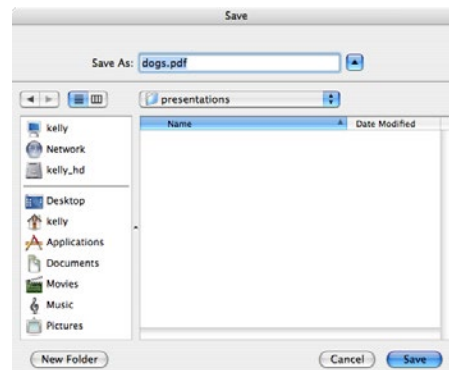 Save
Save As: dogs.pdf
presentations
Name Date Modified
kelly
Network
kelly_hd
Desktop
kelly
Applications
Documents
Movies
Music
Pictures
New Folder Cancel Save